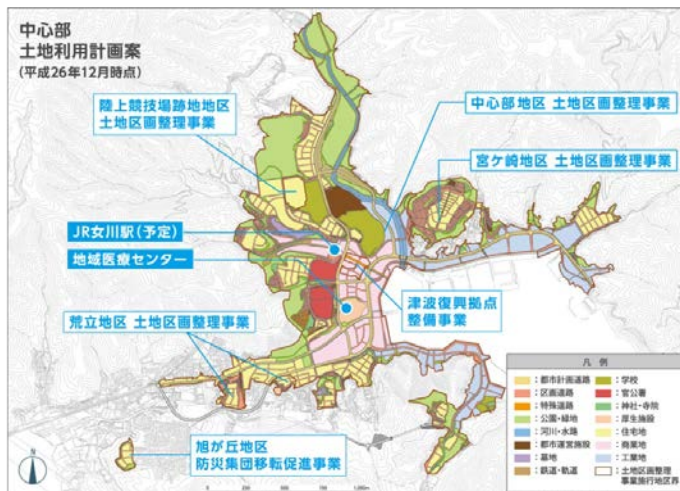 中心部
土地利用計画案
(平成26年12月時点)
陸上競技場跡地地区
土地区画整理事業
中心部地区 土地区画整理事業
宮ケ崎地区 土地区画整理事業
JR女川駅(予定)
地域医療センター
津波復興拠点
整備事業
荒立地区 土地区画整理事業
旭が丘地区
防災集団移転促進事業
凡例
：都市計画道路
：区画道路
：特殊道路
：公園・緑地
：河川・水路
：都市運営施設
：墓地
：鉄道・軌道
：学校
：官公署
：神社・寺院
：厚生施設
：住宅地
：商業地
：工業地
：土地区画整理
事業施行地区界
N
0